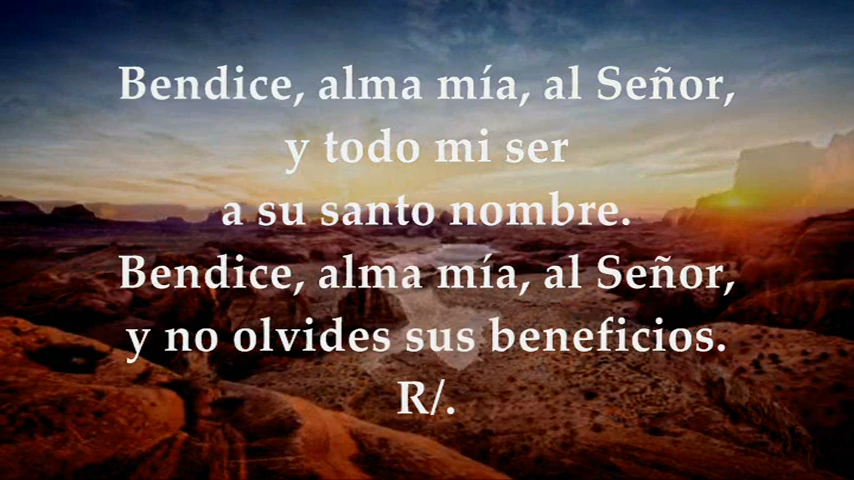 Bendice, alma mía, al Señor,
y todo mi ser
a su santo nombre.
Bendice, alma mía, al Señor,
y no olvides sus beneficios.
R/.